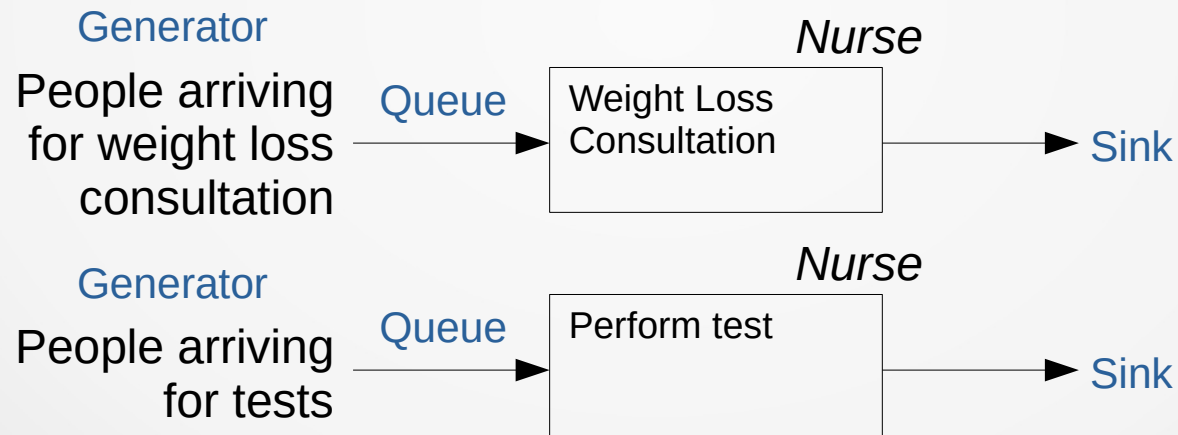 Generator
Nurse
People arriving
for weight loss
consultation
Queue
Weight Loss
Consultation
Sink
Generator
Nurse
People arriving
for tests
Queue
Perform test
Sink